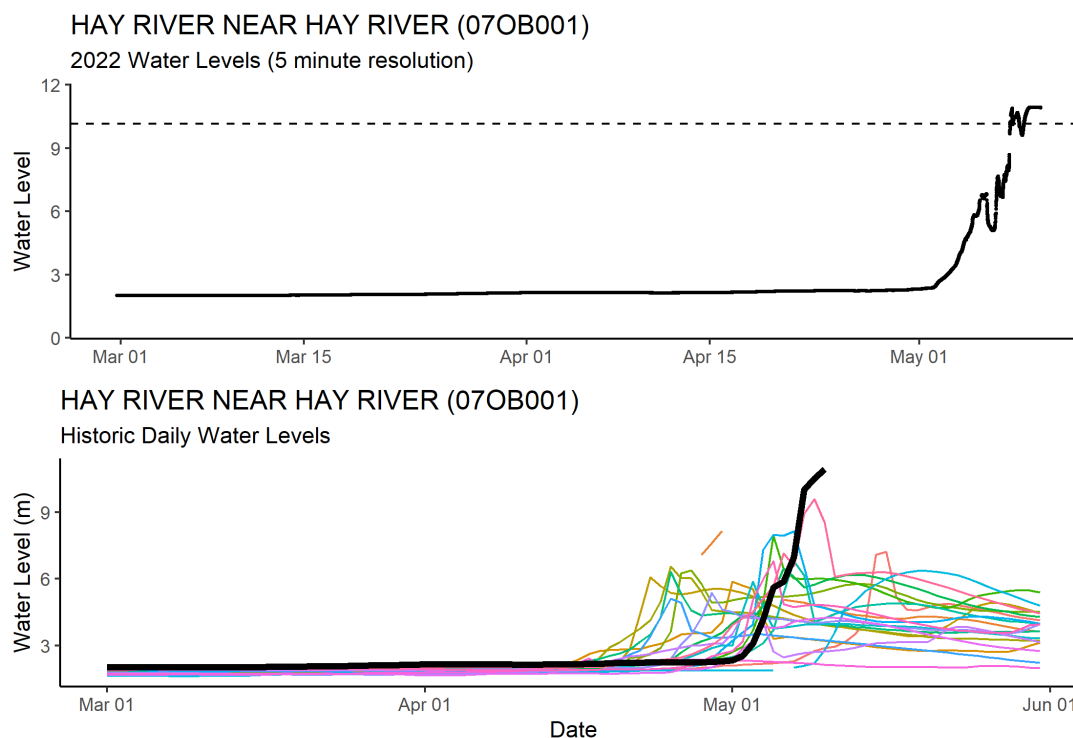 HAY RIVER NEAR HAY RIVER (07OB001)
2022 Water Levels (5 minute resolution)
12
9
6
3
0
Water Level
Mar 01 Mar 15 Apr 01 Apr 15 May 01
HAY RIVER NEAR HAY RIVER (07OB001)
Historic Daily Water Levels
9
6
3
Water Level (m)
Mar 01 Apr 01 May 01 Jun 01
Date